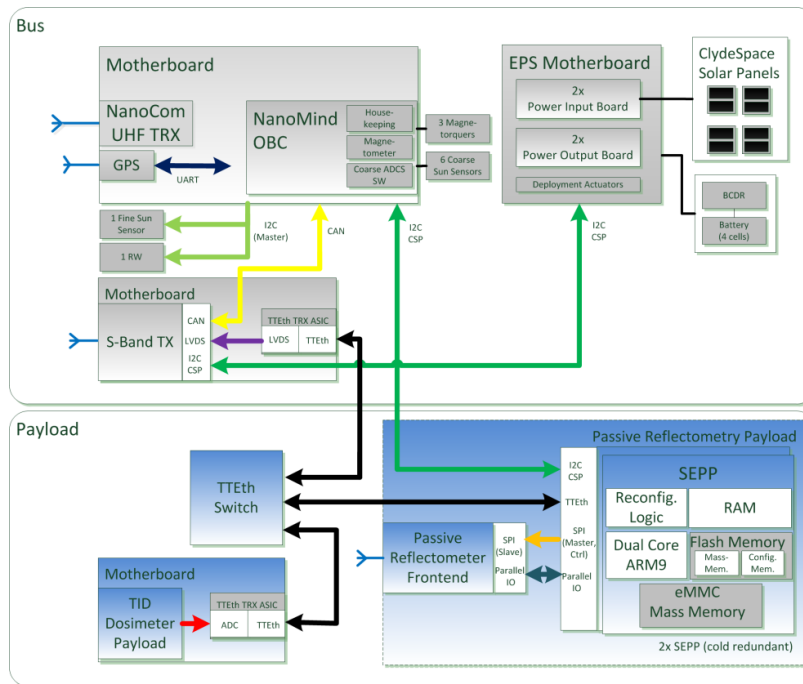 Bus
Motherboard
NanoCom
UHF TRX
GPS
UART
NanoMind
OBC
House-
keeping
Magne-
tometer
Coarse ADCS
SW
3 Magne-
torquers
6 Coarse
Sun Sensors
EPS Motherboard
2x
Power Input Board
2x
Power Output Board
Deployment Actuators
ClydeSpace
Solar Panels
BCDR
Battery
(4 cells)
1 Fine Sun
Sensor
1 RW
I2C
(Master)
CAN
I2C
CSP
I2C
CSP
Motherboard
S-Band TX
CAN
LVDS
I2C
CSP
TTEth TRX ASIC
LVDS
TTEth
Payload
TTEth
Switch
Motherboard
TID
Dosimeter
Payload
TTEth TRX ASIC
ADC
TTEth
Passive Reflectometry Payload
Passive
Reflectometer
Frontend
SPI
(Slave)
Parallel
IO
I2C
CSP
TTEth
SPI
(Master,
Ctrl)
Parallel
IO
SEPP
Reconfig.
Logic
RAM
Dual Core
ARM9
Flash Memory
Mass-
Mem.
Config.
Mem.
eMMC
Mass Memory
2x SEPP (cold redundant)